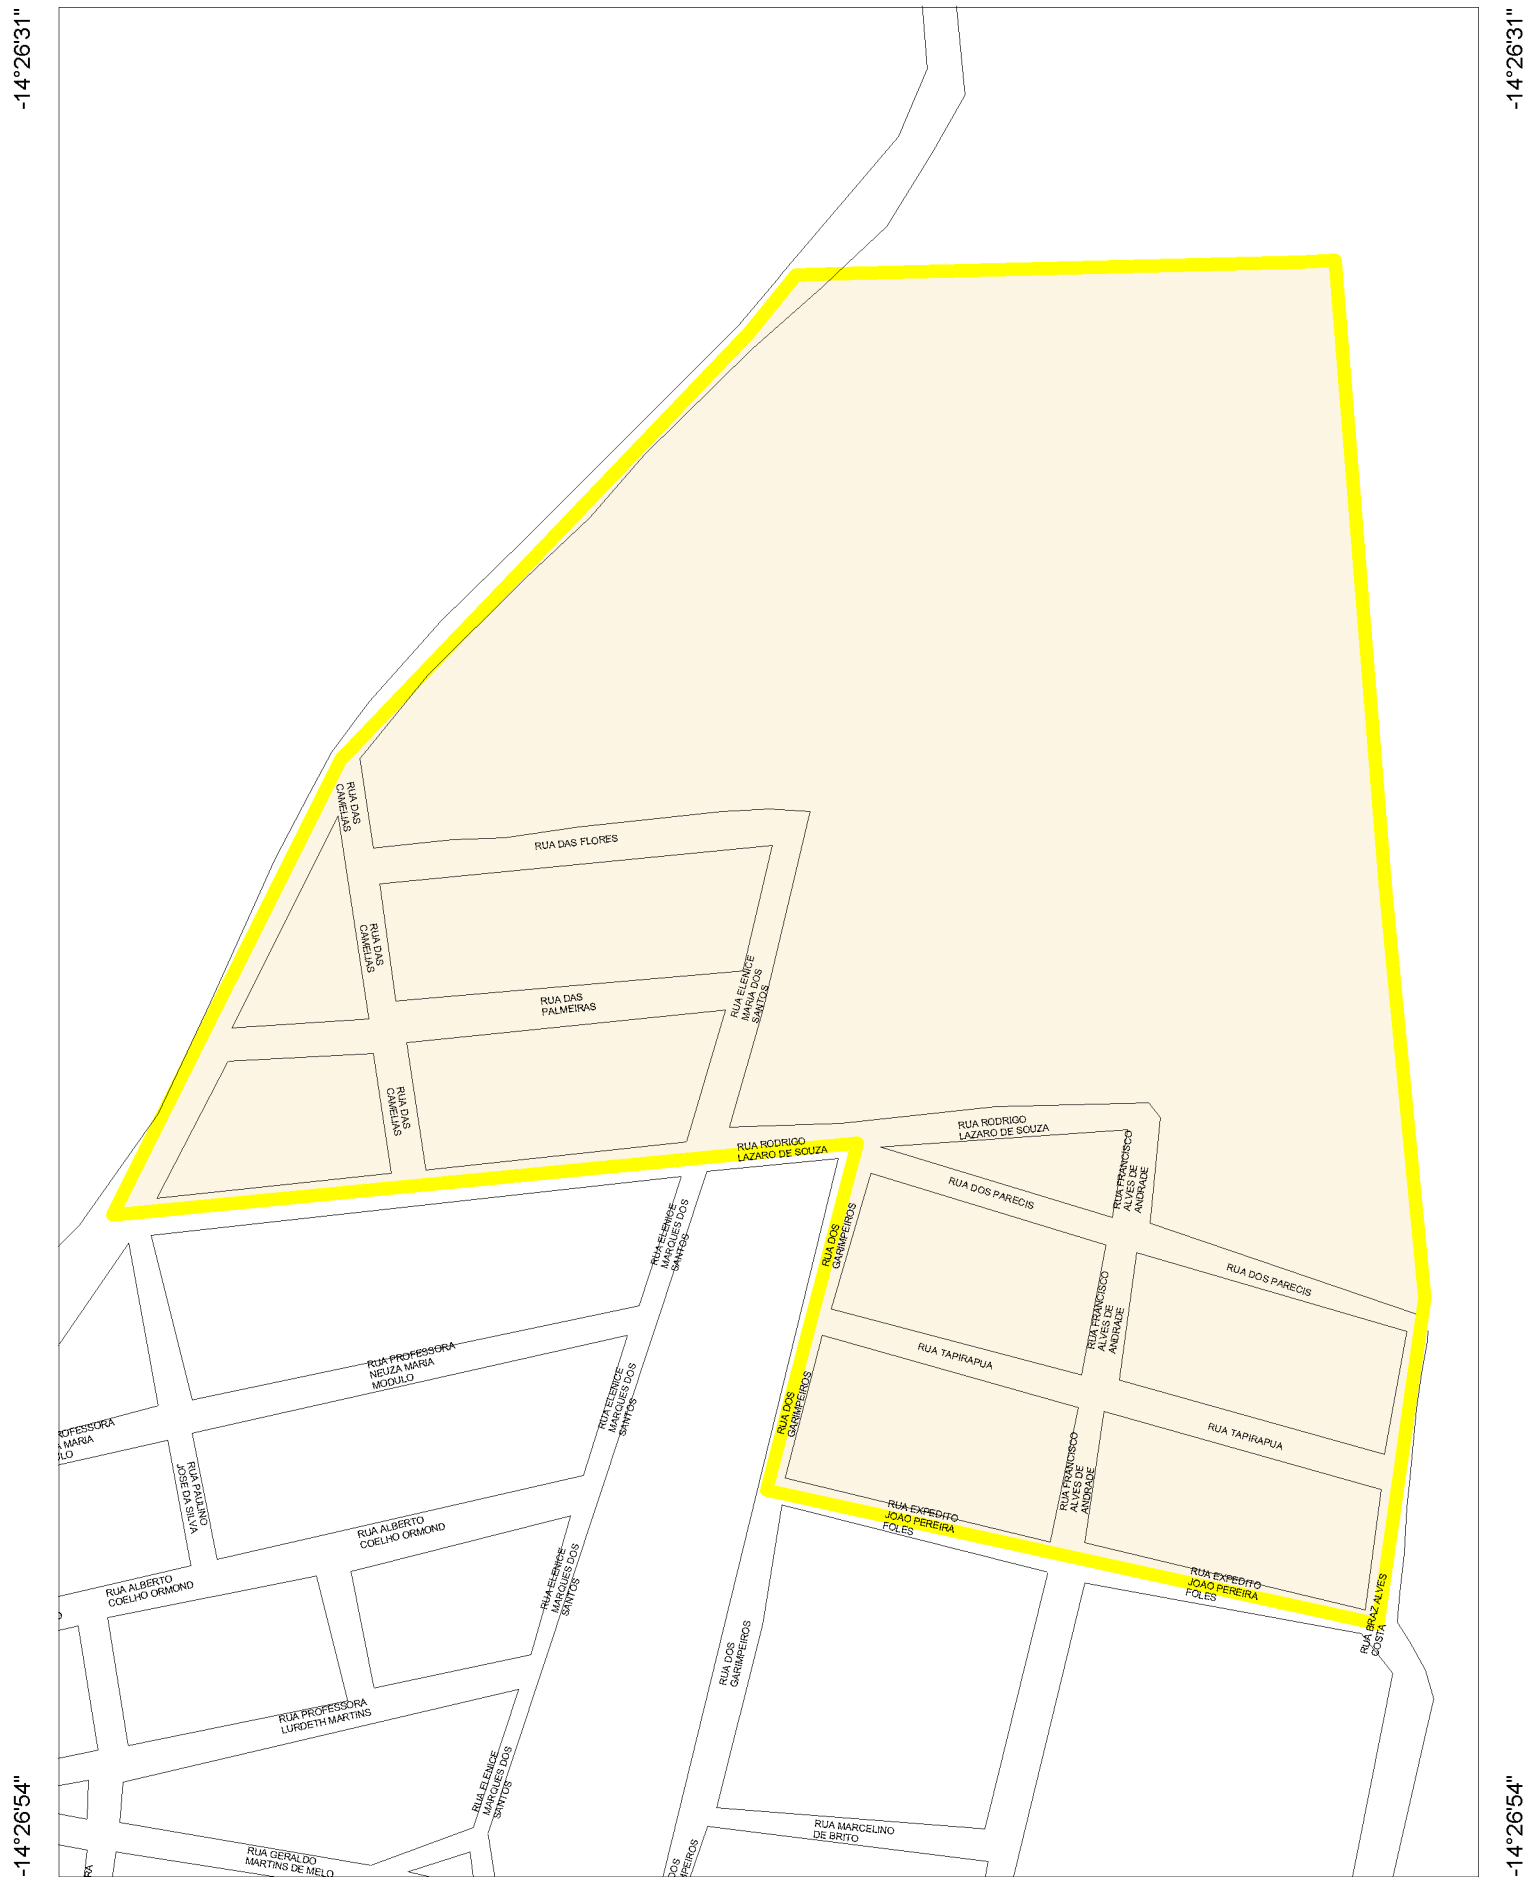 -14°26'31"
-14°26'31"
RUA DAS
CAMELIAS
RUA DAS FLORES
RUA DAS
CAMELIAS
RUA DAS
PALMEIRAS
RUA ELENICE
MARIA DOS
SANTOS
RUA DAS
CAMELIAS
RUA RODRIGO
LAZARO DE SOUZA
RUA RODRIGO
LAZARO DE SOUZA
RUA FRANCISCO
ALVES DE
ANDRADE
RUA DOS PARECIS
RUA ELENICE
MARQUES DOS
SANTOS
RUA DOS
GARIMPEIROS
RUA DOS PARECIS
RUA FRANCISCO
ALVES DE
ANDRADE
RUA PROFESSORA
NEUZA MARIA
MODULO
RUA TAPIRAPUA
RUA ELENICE
MARQUES DOS
SANTOS
RUA DOS
GARIMPEIROS
ROFESSORA
A MARIA
ULO
RUA TAPIRAPUA
RUA FRANCISCO
ALVES DE
ANDRADE
RUA PAULINO
JOSE DA SILVA
RUA ALBERTO
COELHO ORMOND
RUA EXPEDITO
JOAO PEREIRA
FOLES
RUA ELENICE
MARQUES DOS
SANTOS
RUA ALBERTO
COELHO ORMOND
RUA EXPEDITO
JOAO PEREIRA
FOLES
RUA BRAZ ALVES
COSTA
RUA DOS
GARIMPEIROS
RUA PROFESSORA
LURDETH MARTINS
RUA ELENICE
MARQUES DOS
SANTOS
RUA MARCELINO
DE BRITO
RUA GERALDO
MARTINS DE MELO
RA
DOS
MPEIROS
-14°26'54"
-14°26'54"